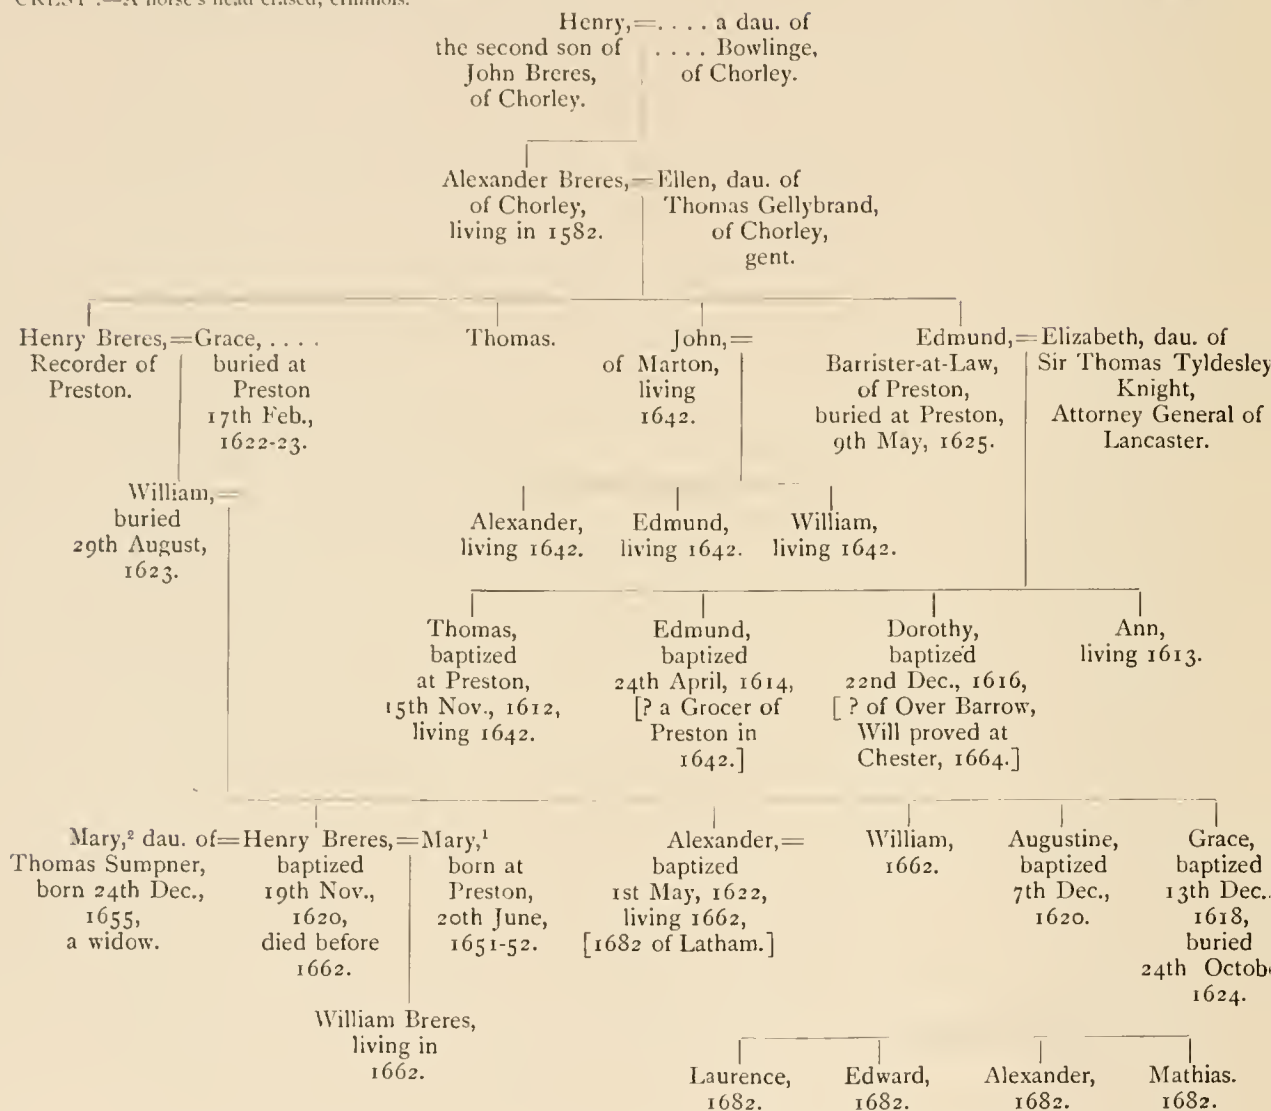 CREST :—A horse's head erased, erminois.
Henry,=. . . . a dau. of
the second son of . . . . Bowlinge,
John Breres, of Chorley.
of Chorley.
Alexander Breres,=Ellen, dau. of
of Chorley, Thomas Gellybrand,
living in 1582. of Chorley,
gent.
Henry Breres,=Grace, . . . .
Recorder of buried at
Preston. Preston
17th Feb.,
1622-23.
Thomas.
John,=
of Marton,
living
1642.
Edmund,=Elizabeth, dau. of
Barrister-at-Law, Sir Thomas Tyldesley
of Preston, Knight,
buried at Preston, Attorney General of
9th May, 1625. Lancaster.
William,=
buried
29th August,
1623.
Alexander,
living 1642.
Edmund,
living 1642.
William,
living 1642.
Thomas,
baptized
at Preston,
15th Nov., 1612,
living 1642.
Edmund,
baptized
24th April, 1614,
[? a Grocer of
Preston in
1642.]
Dorothy,
baptized
22nd Dec., 1616,
[ ? of Over Barrow,
Will proved at
Chester, 1664.]
Ann,
living 1613.
Mary,² dau. of=Henry Breres,=Mary,¹
Thomas Sumpner, baptized born at
born 24th Dec., 19th Nov., Preston,
1655, 1620, 20th June,
a widow. died before 1651-52.
1662.
Alexander,=
baptized
1st May, 1622,
living 1662,
[1682 of Latham.]
William,
1662.
Augustine,
baptized
7th Dec.,
1620.
Grace,
baptized
13th Dec.
1618,
buried
24th Octob
1624.
William Breres,
living in
1662.
Laurence,
1682.
Edward,
1682.
Alexander,
1682.
Mathias.
1682.